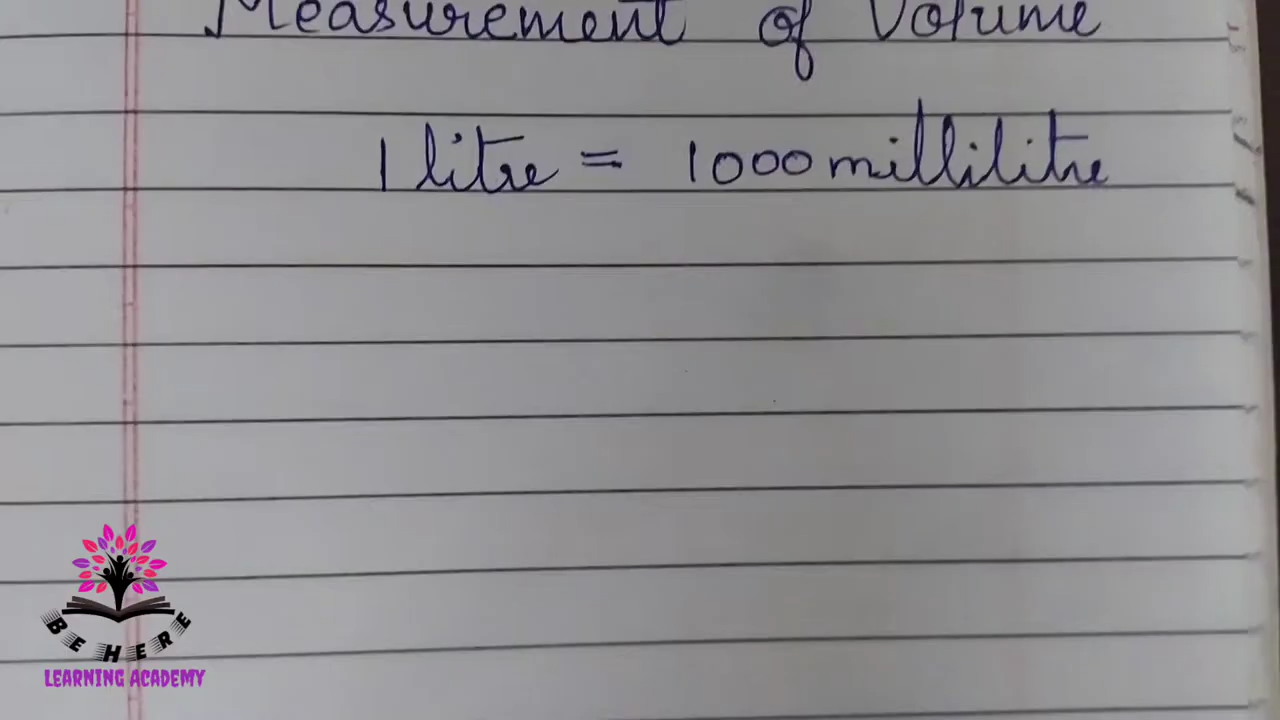 Measurement of Volume
1 litre = 1000 millilitre
BE HERE
LEARNING ACADEMY